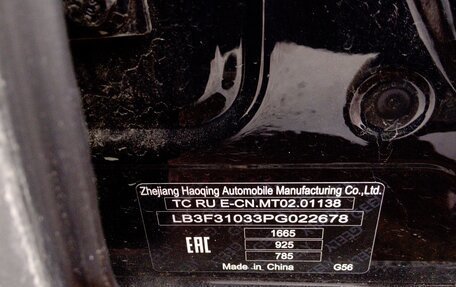 Zhejiang Haoqing Automobile Manufacturing Co.,Ltd.
TC RU E-CN.MT02.01138
LB3F31033PG022678
1665
EAC 925
785
Made in China G56